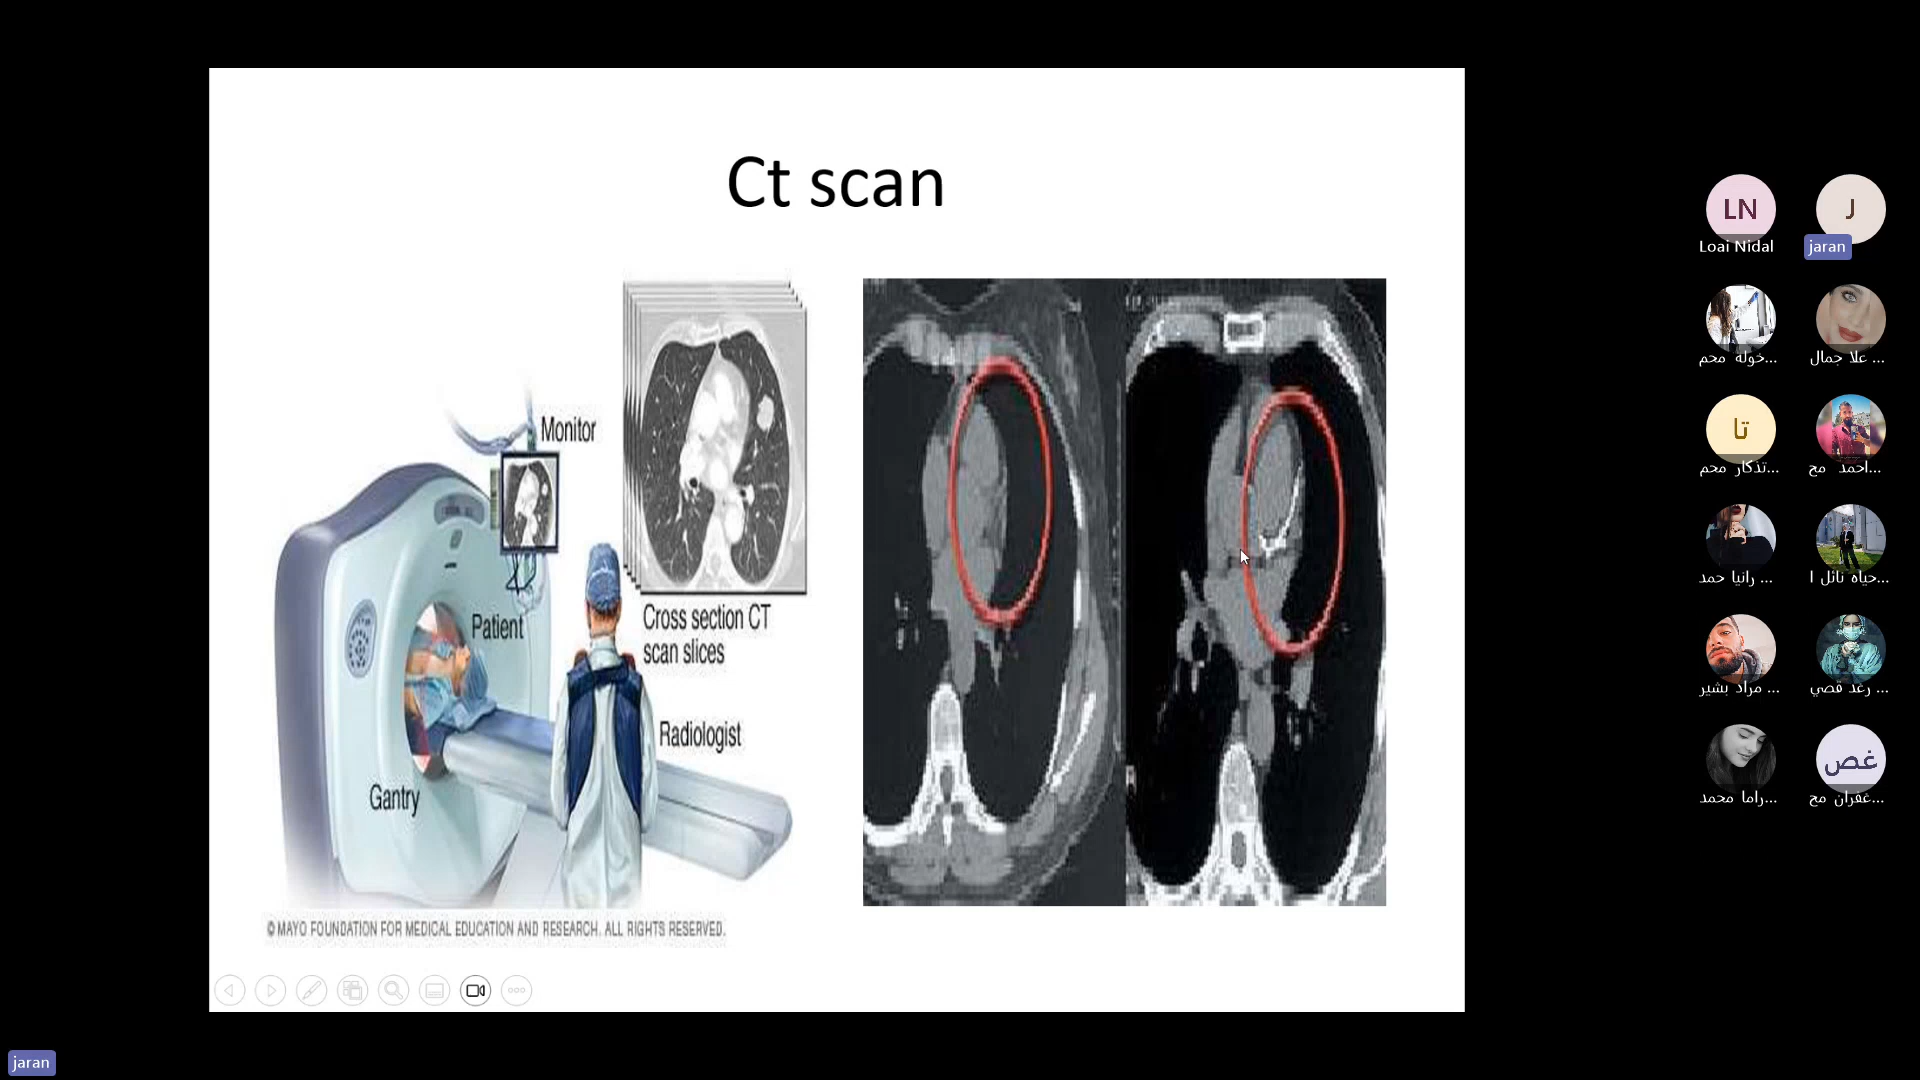 Ct scan
Monitor
Patient
Cross section CT
scan slices
Radiologist
Gantry
© MAYO FOUNDATION FOR MEDICAL EDUCATION AND RESEARCH. ALL RIGHTS RESERVED.
LN
Loai Nidal
J
jaran
خوله محم...
علا جمال ...
تا
تذكار محم...
احمد مح...
رانيا حمد ...
حياه نائل ا...
مراد بشير ...
رغد قصي ...
راما محمد...
غص
غفران مح...
jaran